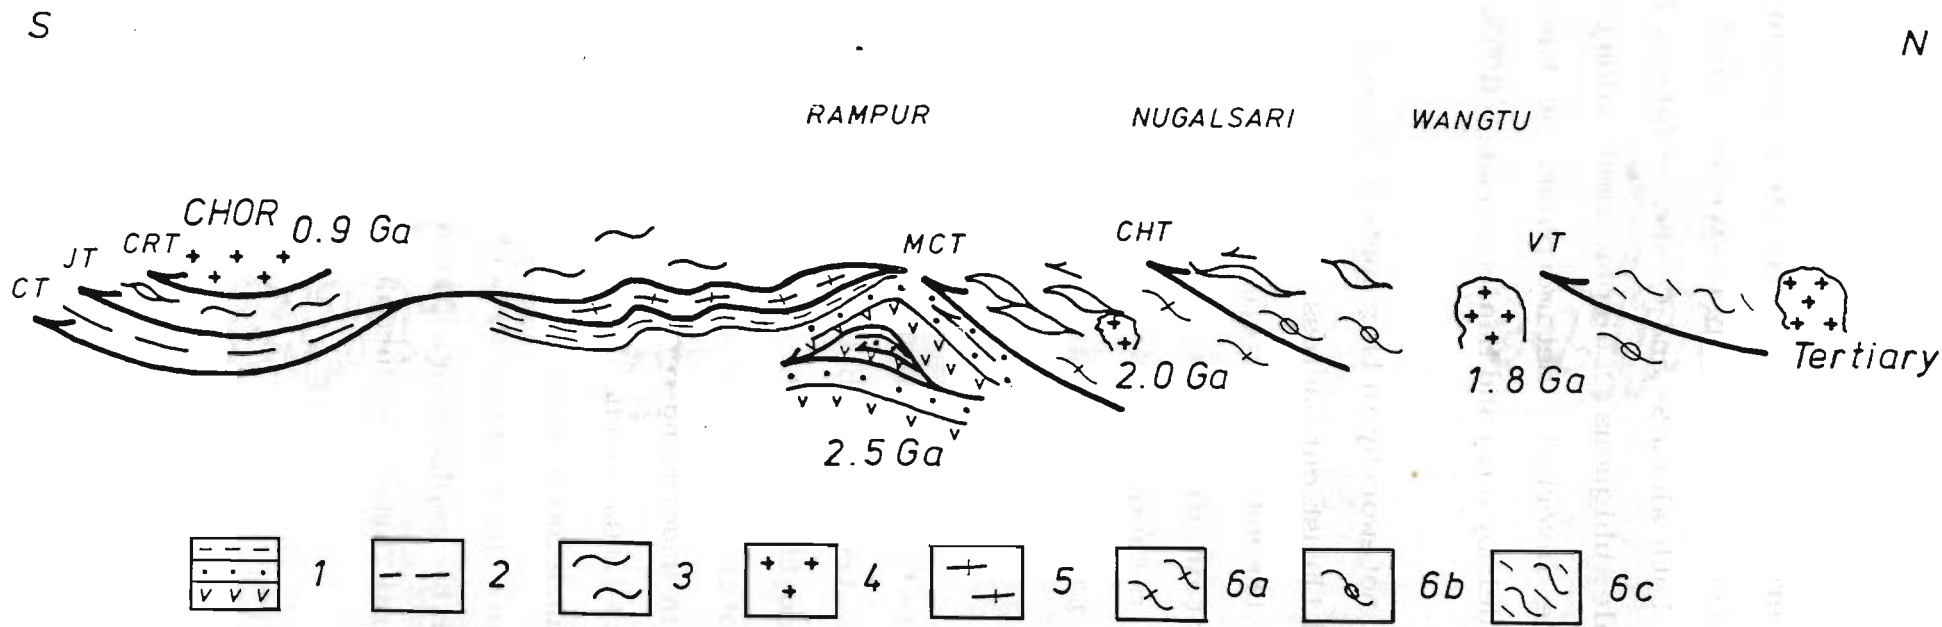 S
N
RAMPUR NUGALSARI WANGTU
CHOR 0.9 Ga
CT JT CRT MCT CHT VT
2.0 Ga
1.8 Ga
Tertiary
2.5 Ga
1 2 3 4 5 6a 6b 6c